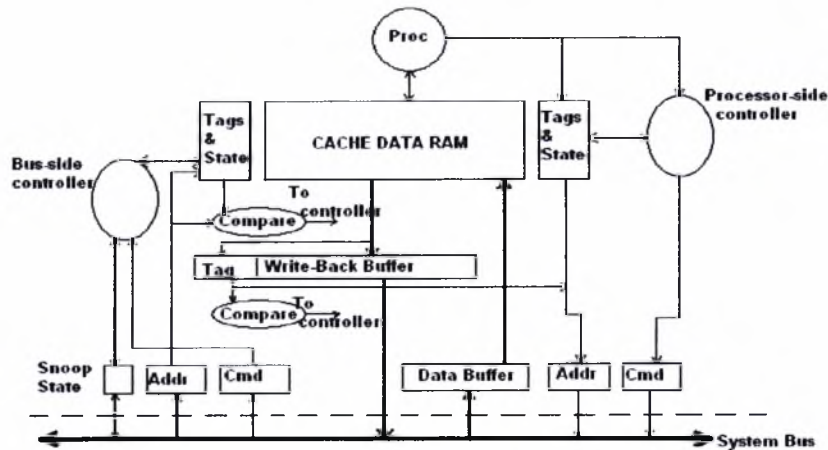 Proc
Processor-side
controller
Tags
&
State
CACHE DATA RAM
Tags
&
State
Bus-side
controller
To
controller
Compare
Tag
Write-Back Buffer
To
controller
Compare
Snoop
State
Addr
Cmd
Data Buffer
Addr
Cmd
System Bus